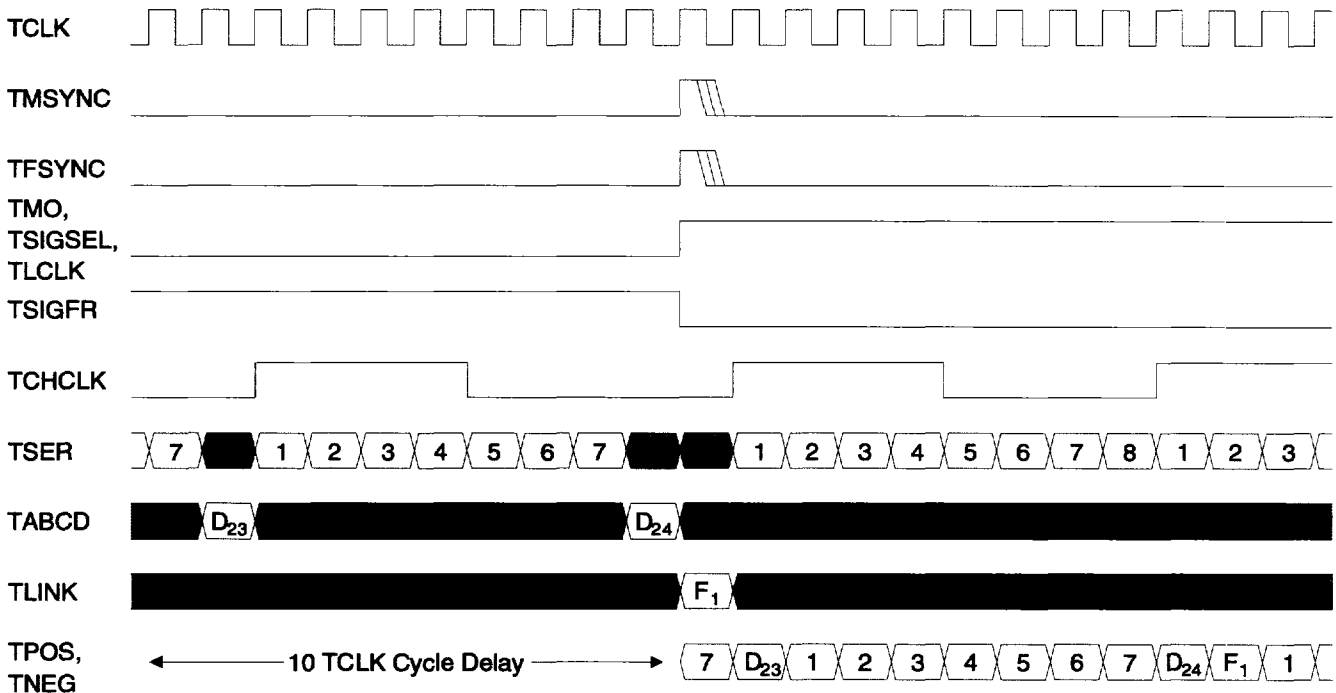 TCLK
TMSYNC
TFSYNC
TMO,
TSIGSEL,
TLCLK
TSIGFR
TCHCLK
TSER 7 1 2 3 4 5 6 7 1 2 3 4 5 6 7 8 1 2 3
TABCD D23 D24
TLINK F1
TPOS,
TNEG 10 TCLK Cycle Delay 7 D23 1 2 3 4 5 6 7 D24 F1 1